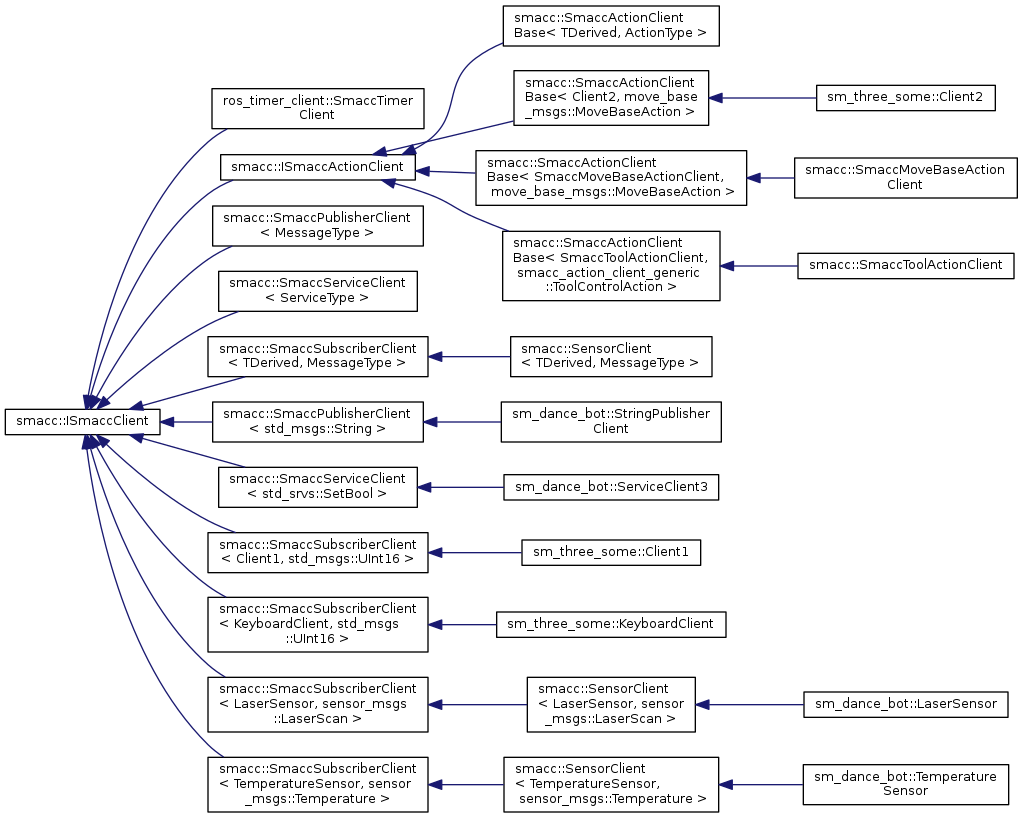 smacc::SmaccActionClient
Base< TDerived, ActionType >
smacc::SmaccActionClient
Base< Client2, move_base
_msgs::MoveBaseAction >
sm_three_some::Client2
ros_timer_client::SmaccTimer
Client
smacc::ISmaccActionClient
smacc::SmaccActionClient
Base< SmaccMoveBaseActionClient,
move_base_msgs::MoveBaseAction >
smacc::SmaccMoveBaseAction
Client
smacc::SmaccPublisherClient
< MessageType >
smacc::SmaccActionClient
Base< SmaccToolActionClient,
smacc_action_client_generic
::ToolControlAction >
smacc::SmaccToolActionClient
smacc::SmaccServiceClient
< ServiceType >
smacc::SmaccSubscriberClient
< TDerived, MessageType >
smacc::SensorClient
< TDerived, MessageType >
smacc::ISmaccClient
smacc::SmaccPublisherClient
< std_msgs::String >
sm_dance_bot::StringPublisher
Client
smacc::SmaccServiceClient
< std_srvs::SetBool >
sm_dance_bot::ServiceClient3
smacc::SmaccSubscriberClient
< Client1, std_msgs::UInt16 >
sm_three_some::Client1
smacc::SmaccSubscriberClient
< KeyboardClient, std_msgs
::UInt16 >
sm_three_some::KeyboardClient
smacc::SmaccSubscriberClient
< LaserSensor, sensor_msgs
::LaserScan >
smacc::SensorClient
< LaserSensor, sensor
_msgs::LaserScan >
sm_dance_bot::LaserSensor
smacc::SmaccSubscriberClient
< TemperatureSensor, sensor
_msgs::Temperature >
smacc::SensorClient
< TemperatureSensor,
sensor_msgs::Temperature >
sm_dance_bot::Temperature
Sensor